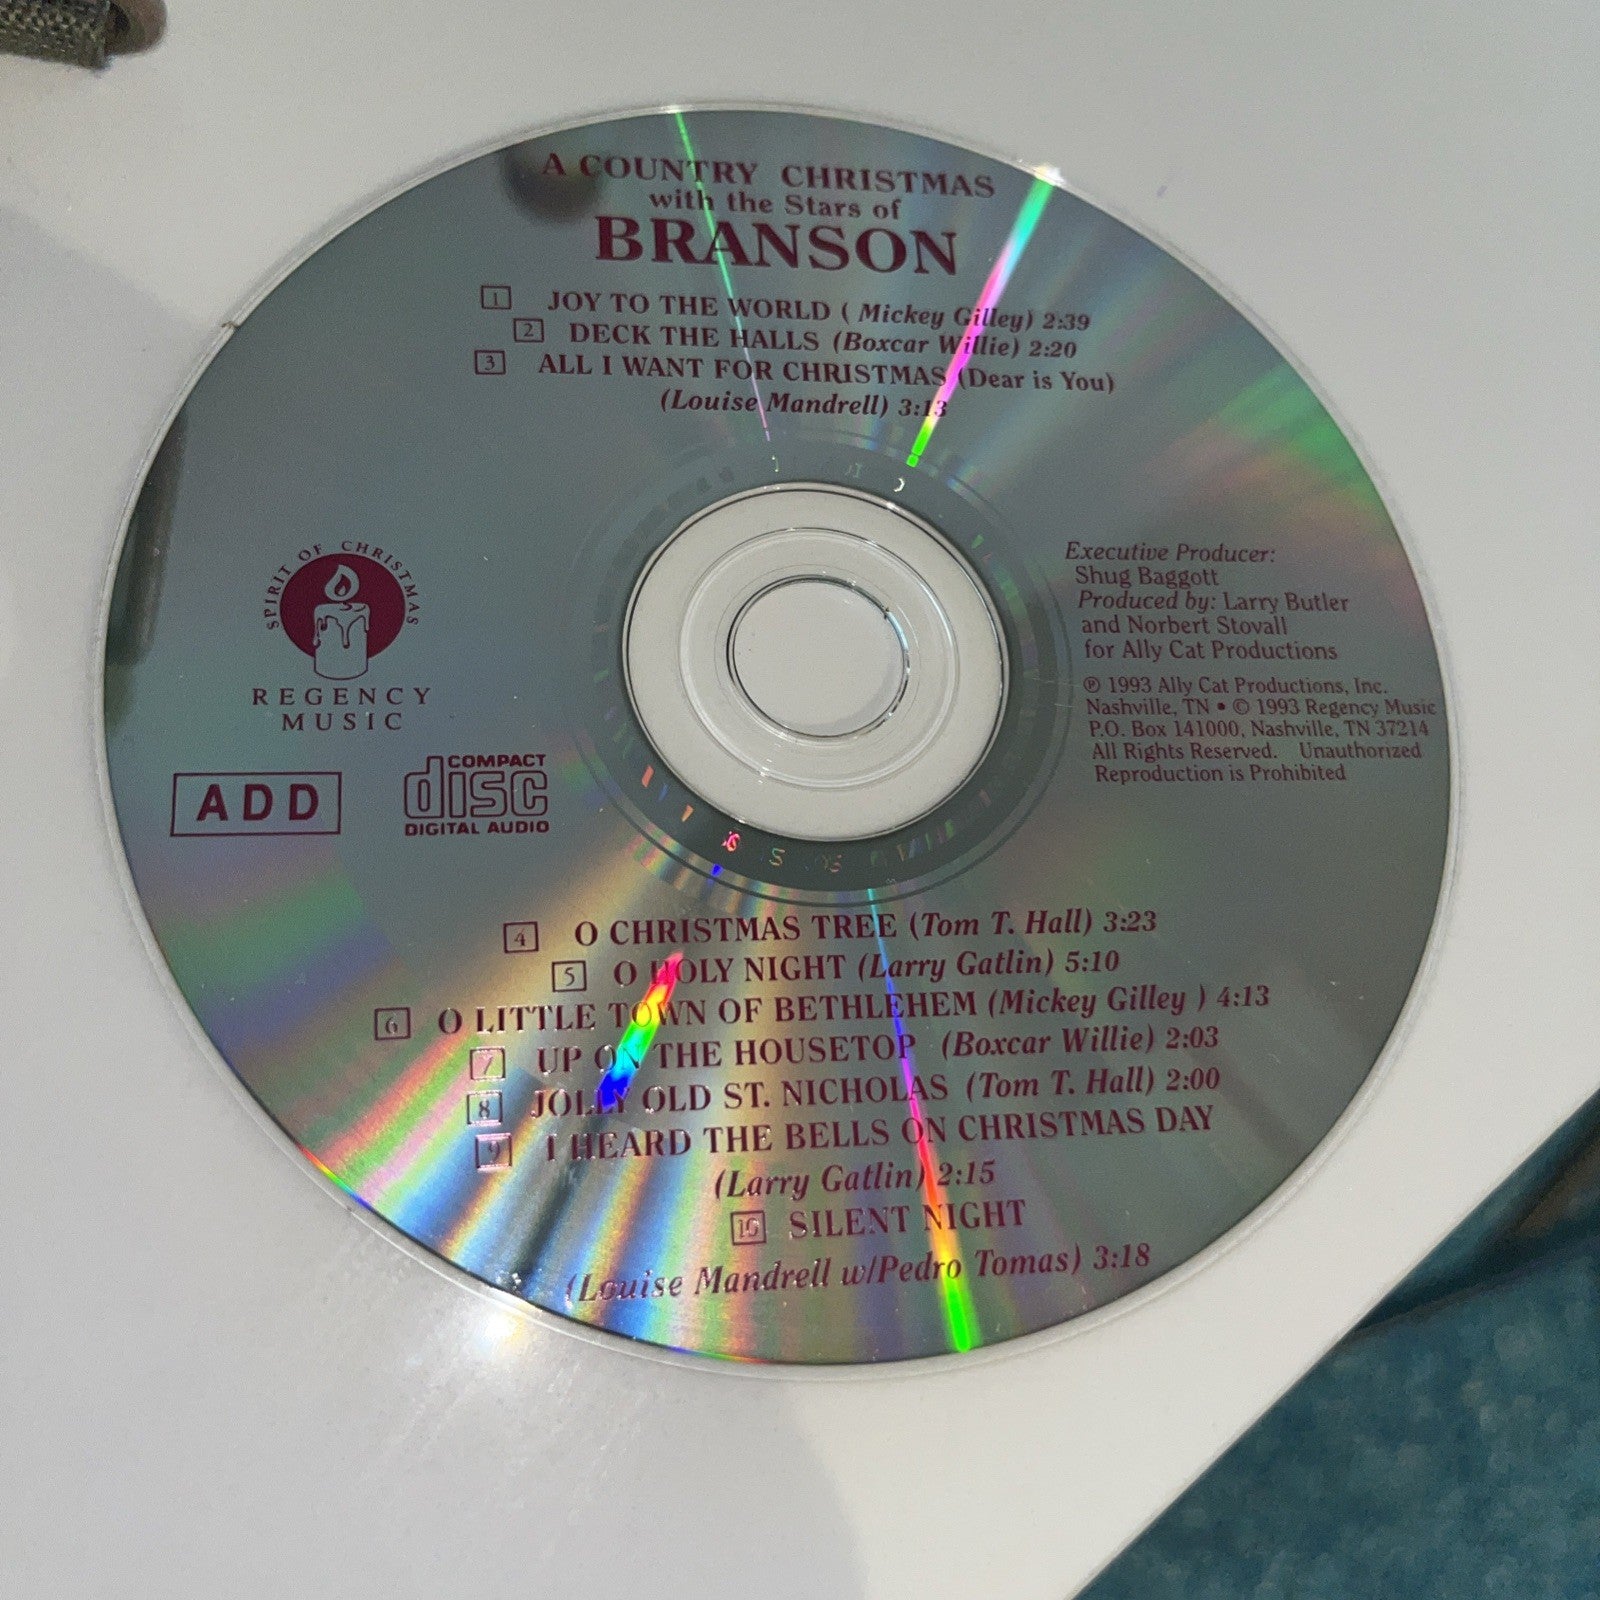 A COUNTRY CHRISTMAS
with the Stars of
BRANSON
1 JOY TO THE WORLD ( Mickey Gilley) 2:39
2 DECK THE HALLS (Boxcar Willie) 2:20
3 ALL I WANT FOR CHRISTMAS (Dear is You)
(Louise Mandrell) 3:13
SPIRIT OF CHRISTMAS
REGENCY
MUSIC
ADD
COMPACT
disc
DIGITAL AUDIO
Executive Producer:
Shug Baggott
Produced by: Larry Butler
and Norbert Stovall
for Ally Cat Productions
℗ 1993 Ally Cat Productions, Inc.
Nashville, TN • © 1993 Regency Music
P.O. Box 141000, Nashville, TN 37214
All Rights Reserved. Unauthorized
Reproduction is Prohibited
4 O CHRISTMAS TREE (Tom T. Hall) 3:23
5 O HOLY NIGHT (Larry Gatlin) 5:10
6 O LITTLE TOWN OF BETHLEHEM (Mickey Gilley ) 4:13
7 UP ON THE HOUSETOP (Boxcar Willie) 2:03
8 JOLLY OLD ST. NICHOLAS (Tom T. Hall) 2:00
9 I HEARD THE BELLS ON CHRISTMAS DAY
(Larry Gatlin) 2:15
10 SILENT NIGHT
(Louise Mandrell w/Pedro Tomas) 3:18